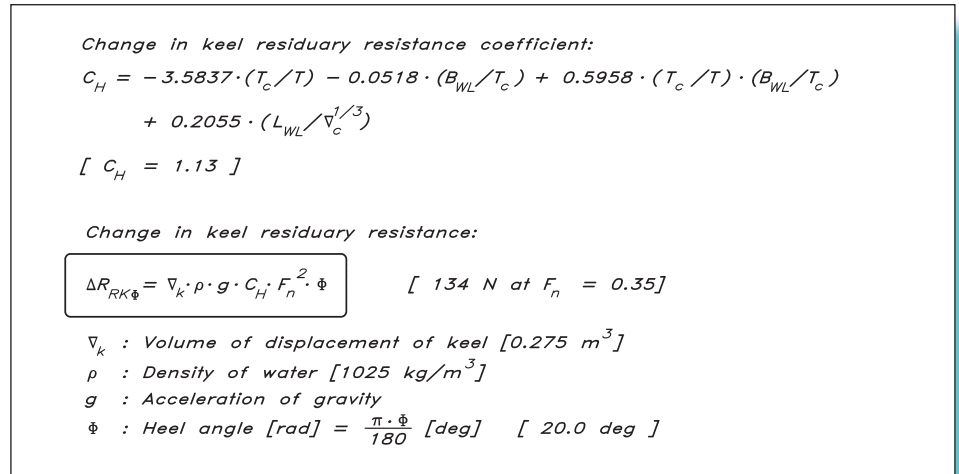 Change in keel residuary resistance coefficient:
C_H = −3.5837·(T_c/T) − 0.0518·(B_WL/T_c) + 0.5958·(T_c/T)·(B_WL/T_c)
+ 0.2055·(L_WL/∇_c^1/3)
[ C_H = 1.13 ]
Change in keel residuary resistance:
ΔR_RKΦ = ∇_k·ρ·g·C_H·F_n^2·Φ [ 134 N at F_n = 0.35]
∇_k : Volume of displacement of keel [0.275 m^3]
ρ : Density of water [1025 kg/m^3]
g : Acceleration of gravity
Φ : Heel angle [rad] = π·Φ/180 [deg] [ 20.0 deg ]